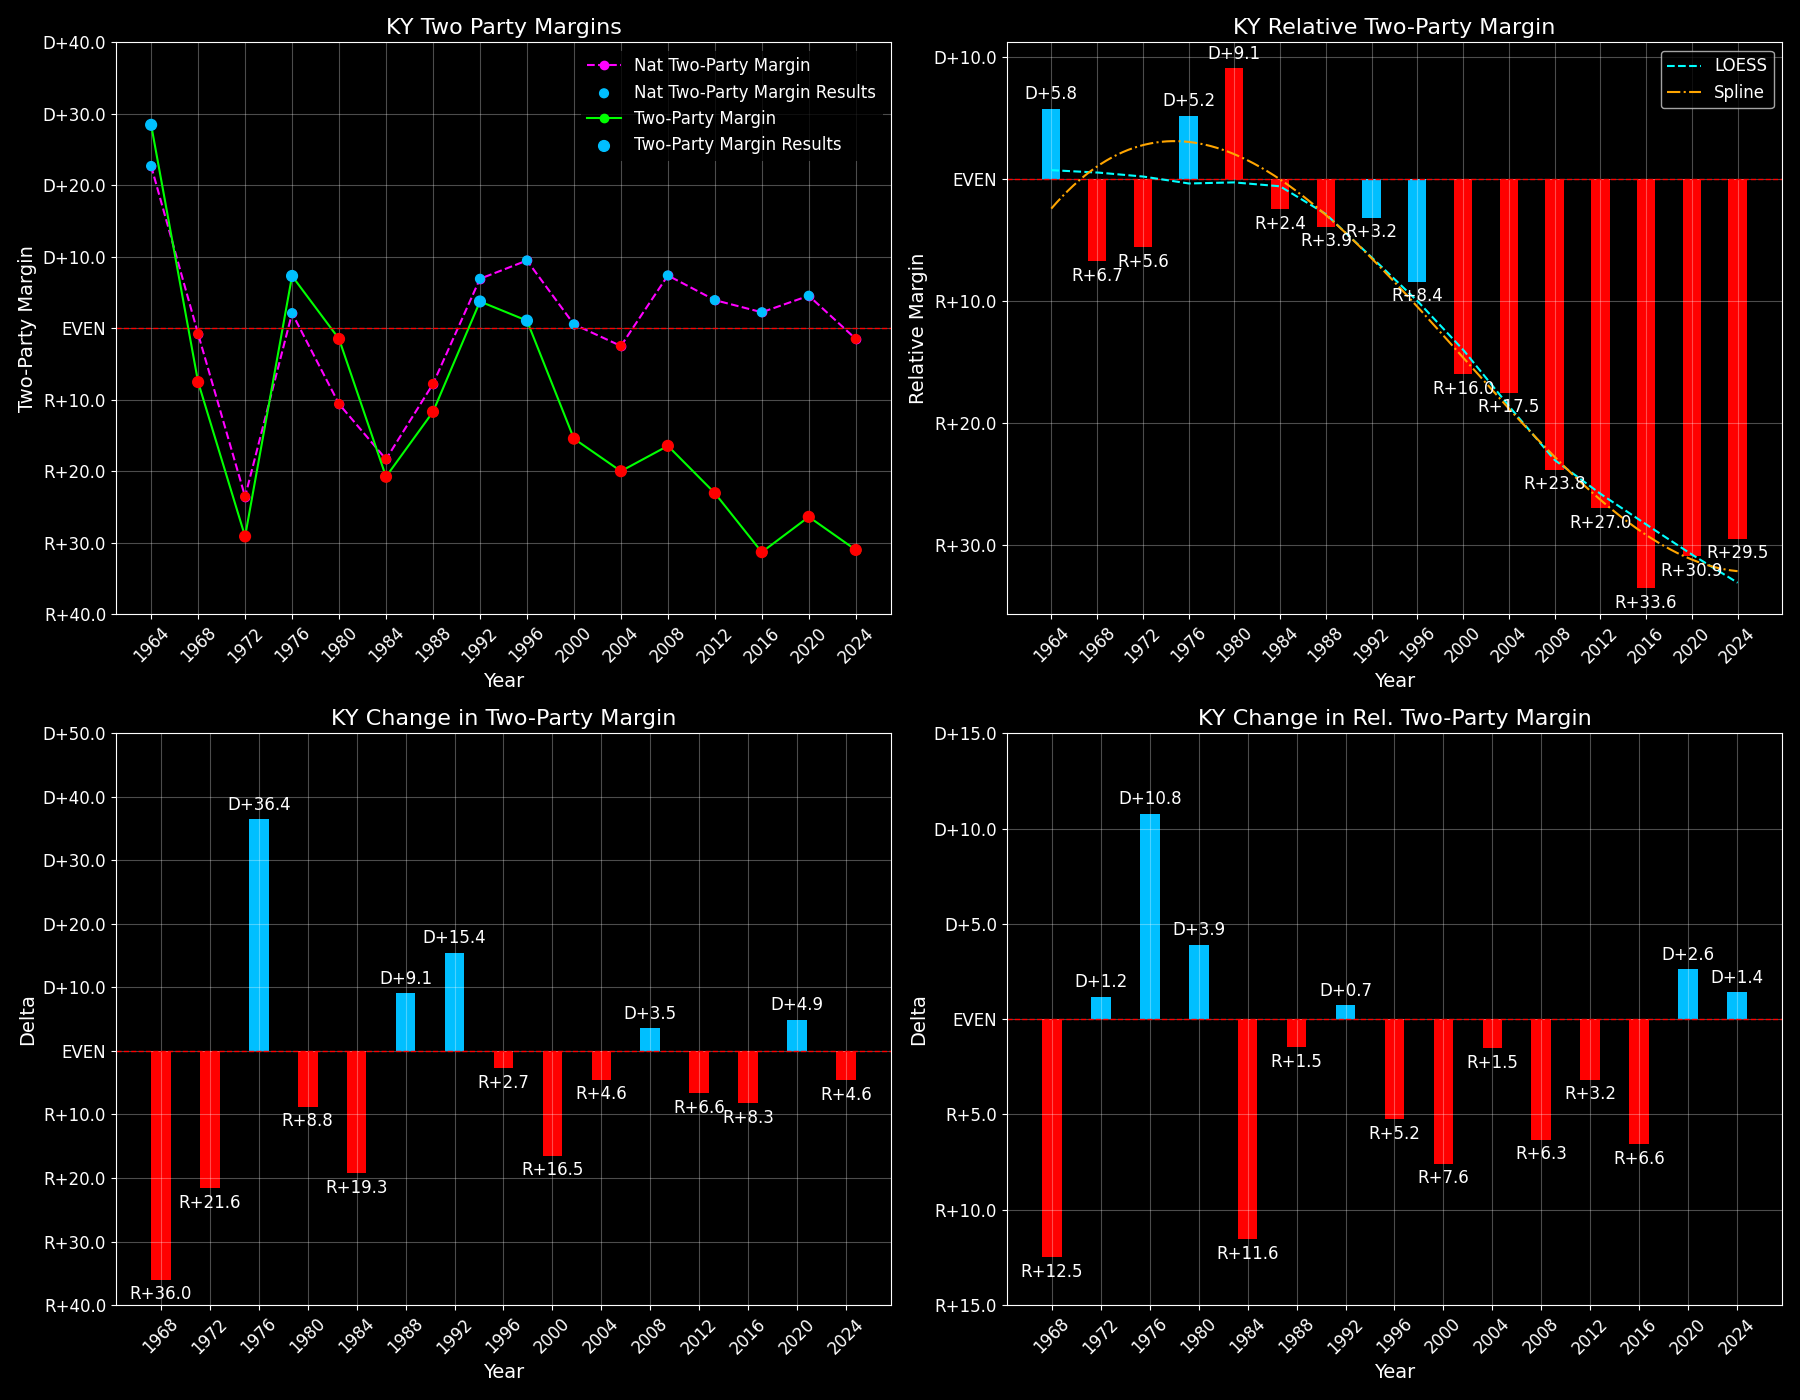 KY Two Party Margins
D+40.0
D+30.0
D+20.0
D+10.0
EVEN
R+10.0
R+20.0
R+30.0
R+40.0
Two-Party Margin
Nat Two-Party Margin
Nat Two-Party Margin Results
Two-Party Margin
Two-Party Margin Results
1964 1968 1972 1976 1980 1984 1988 1992 1996 2000 2004 2008 2012 2016 2020 2024
Year
KY Relative Two-Party Margin
D+10.0
EVEN
R+10.0
R+20.0
R+30.0
Relative Margin
LOESS
Spline
D+5.8
R+6.7
R+5.6
D+5.2
D+9.1
R+2.4
R+3.9
R+3.2
R+8.4
R+16.0
R+17.5
R+23.8
R+27.0
R+33.6
R+30.9
R+29.5
1964 1968 1972 1976 1980 1984 1988 1992 1996 2000 2004 2008 2012 2016 2020 2024
Year
KY Change in Two-Party Margin
D+50.0
D+40.0
D+30.0
D+20.0
D+10.0
EVEN
R+10.0
R+20.0
R+30.0
R+40.0
Delta
R+36.0
R+21.6
D+36.4
R+8.8
R+19.3
D+9.1
D+15.4
R+2.7
R+16.5
R+4.6
D+3.5
R+6.6
R+8.3
D+4.9
R+4.6
1968 1972 1976 1980 1984 1988 1992 1996 2000 2004 2008 2012 2016 2020 2024
Year
KY Change in Rel. Two-Party Margin
D+15.0
D+10.0
D+5.0
EVEN
R+5.0
R+10.0
R+15.0
Delta
R+12.5
D+1.2
D+10.8
D+3.9
R+11.6
R+1.5
D+0.7
R+5.2
R+7.6
R+1.5
R+6.3
R+3.2
R+6.6
D+2.6
D+1.4
1968 1972 1976 1980 1984 1988 1992 1996 2000 2004 2008 2012 2016 2020 2024
Year